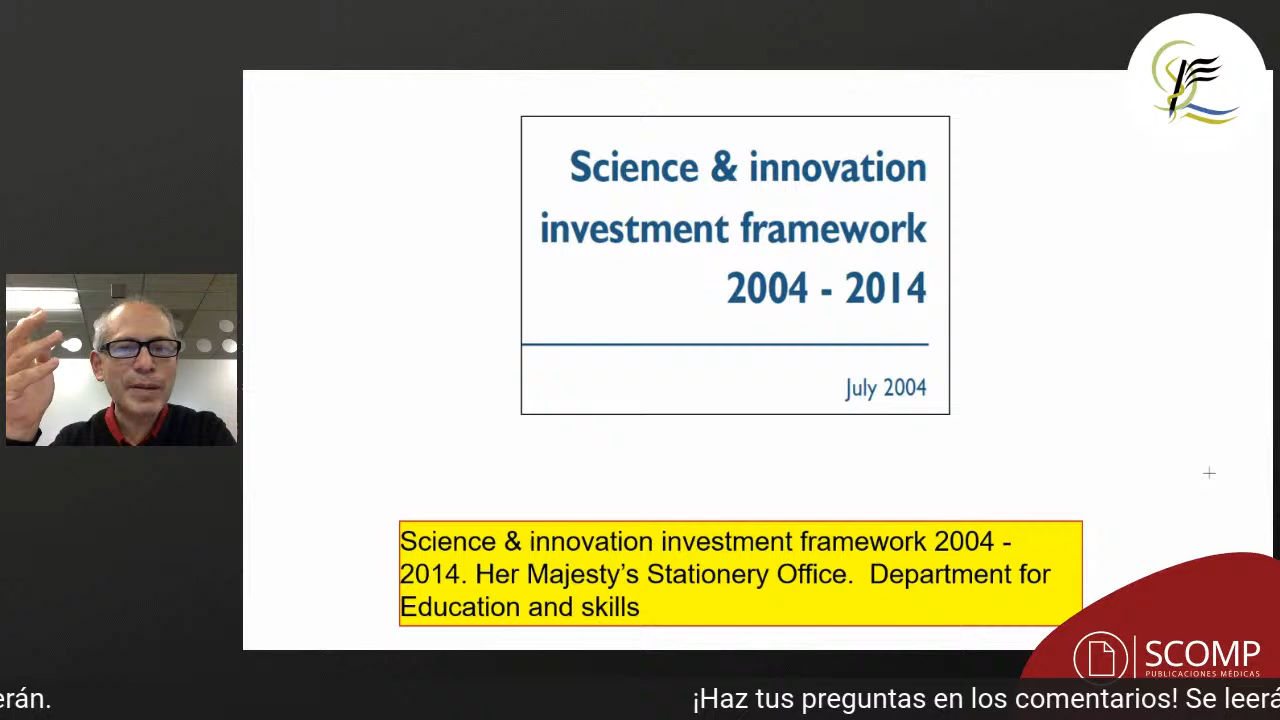 Science & innovation
investment framework
2004 - 2014
July 2004
Science & innovation investment framework 2004 -
2014. Her Majesty’s Stationery Office.  Department for
Education and skills
SCOMP
PUBLICACIONES MÉDICAS
erán.
¡Haz tus preguntas en los comentarios! Se leerá